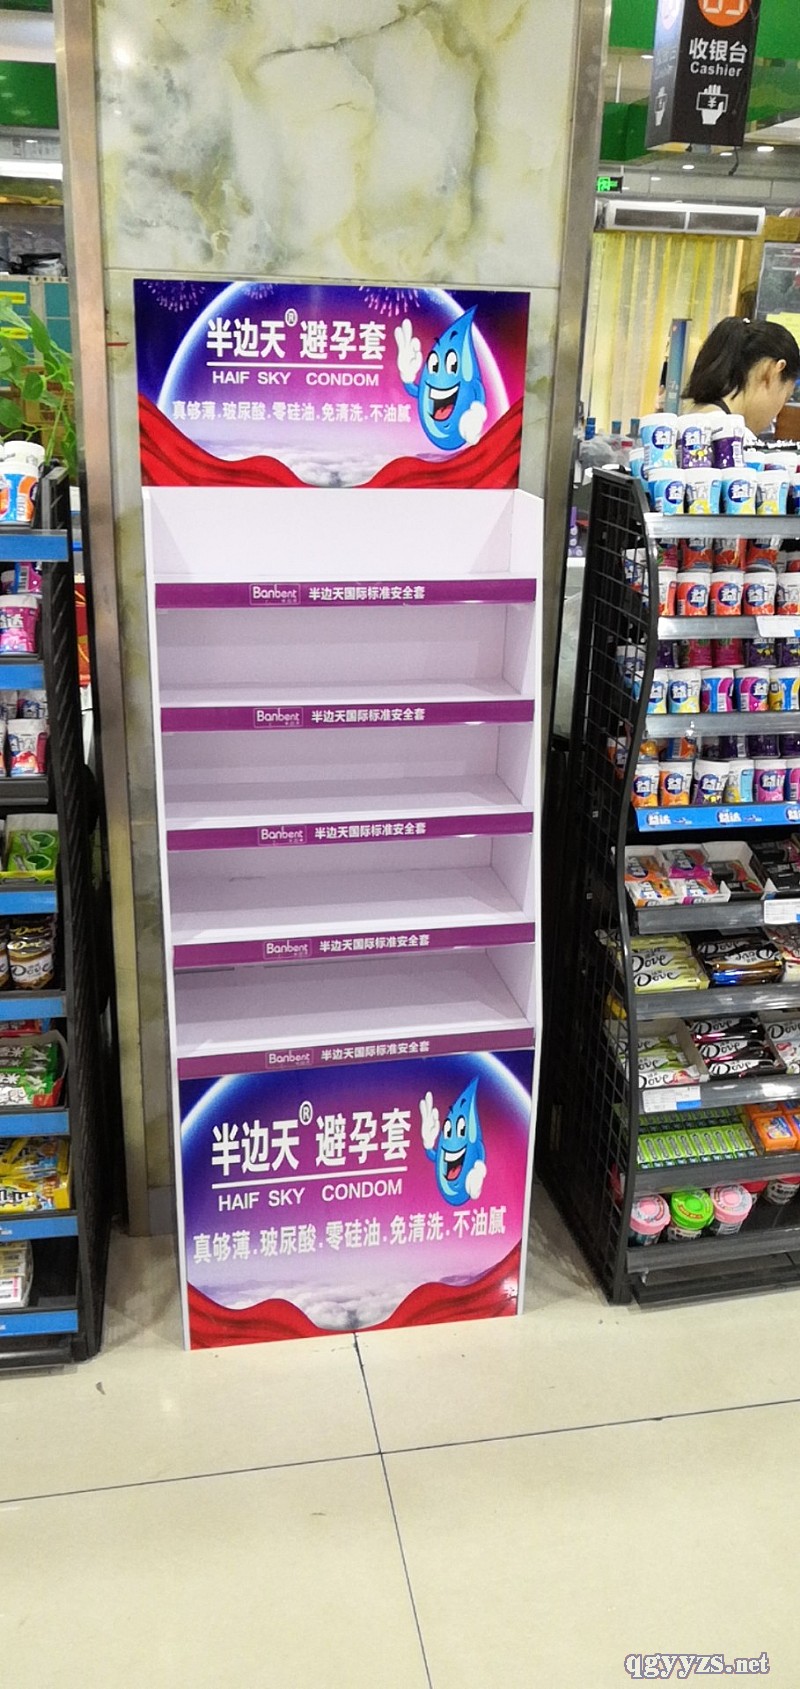 收银台
Cashier
半边天® 避孕套
HAIF SKY CONDOM
真够薄.玻尿酸.零硅油.免清洗.不油腻
Banbent 半边天国际标准安全套
Banbent 半边天国际标准安全套
Banbent 半边天国际标准安全套
Banbent 半边天国际标准安全套
Banbent 半边天国际标准安全套
半边天® 避孕套
HAIF SKY CONDOM
真够薄.玻尿酸.零硅油.免清洗.不油腻
益达
益达
Dove
Dove
Dove
Dove
qgyyzs.net